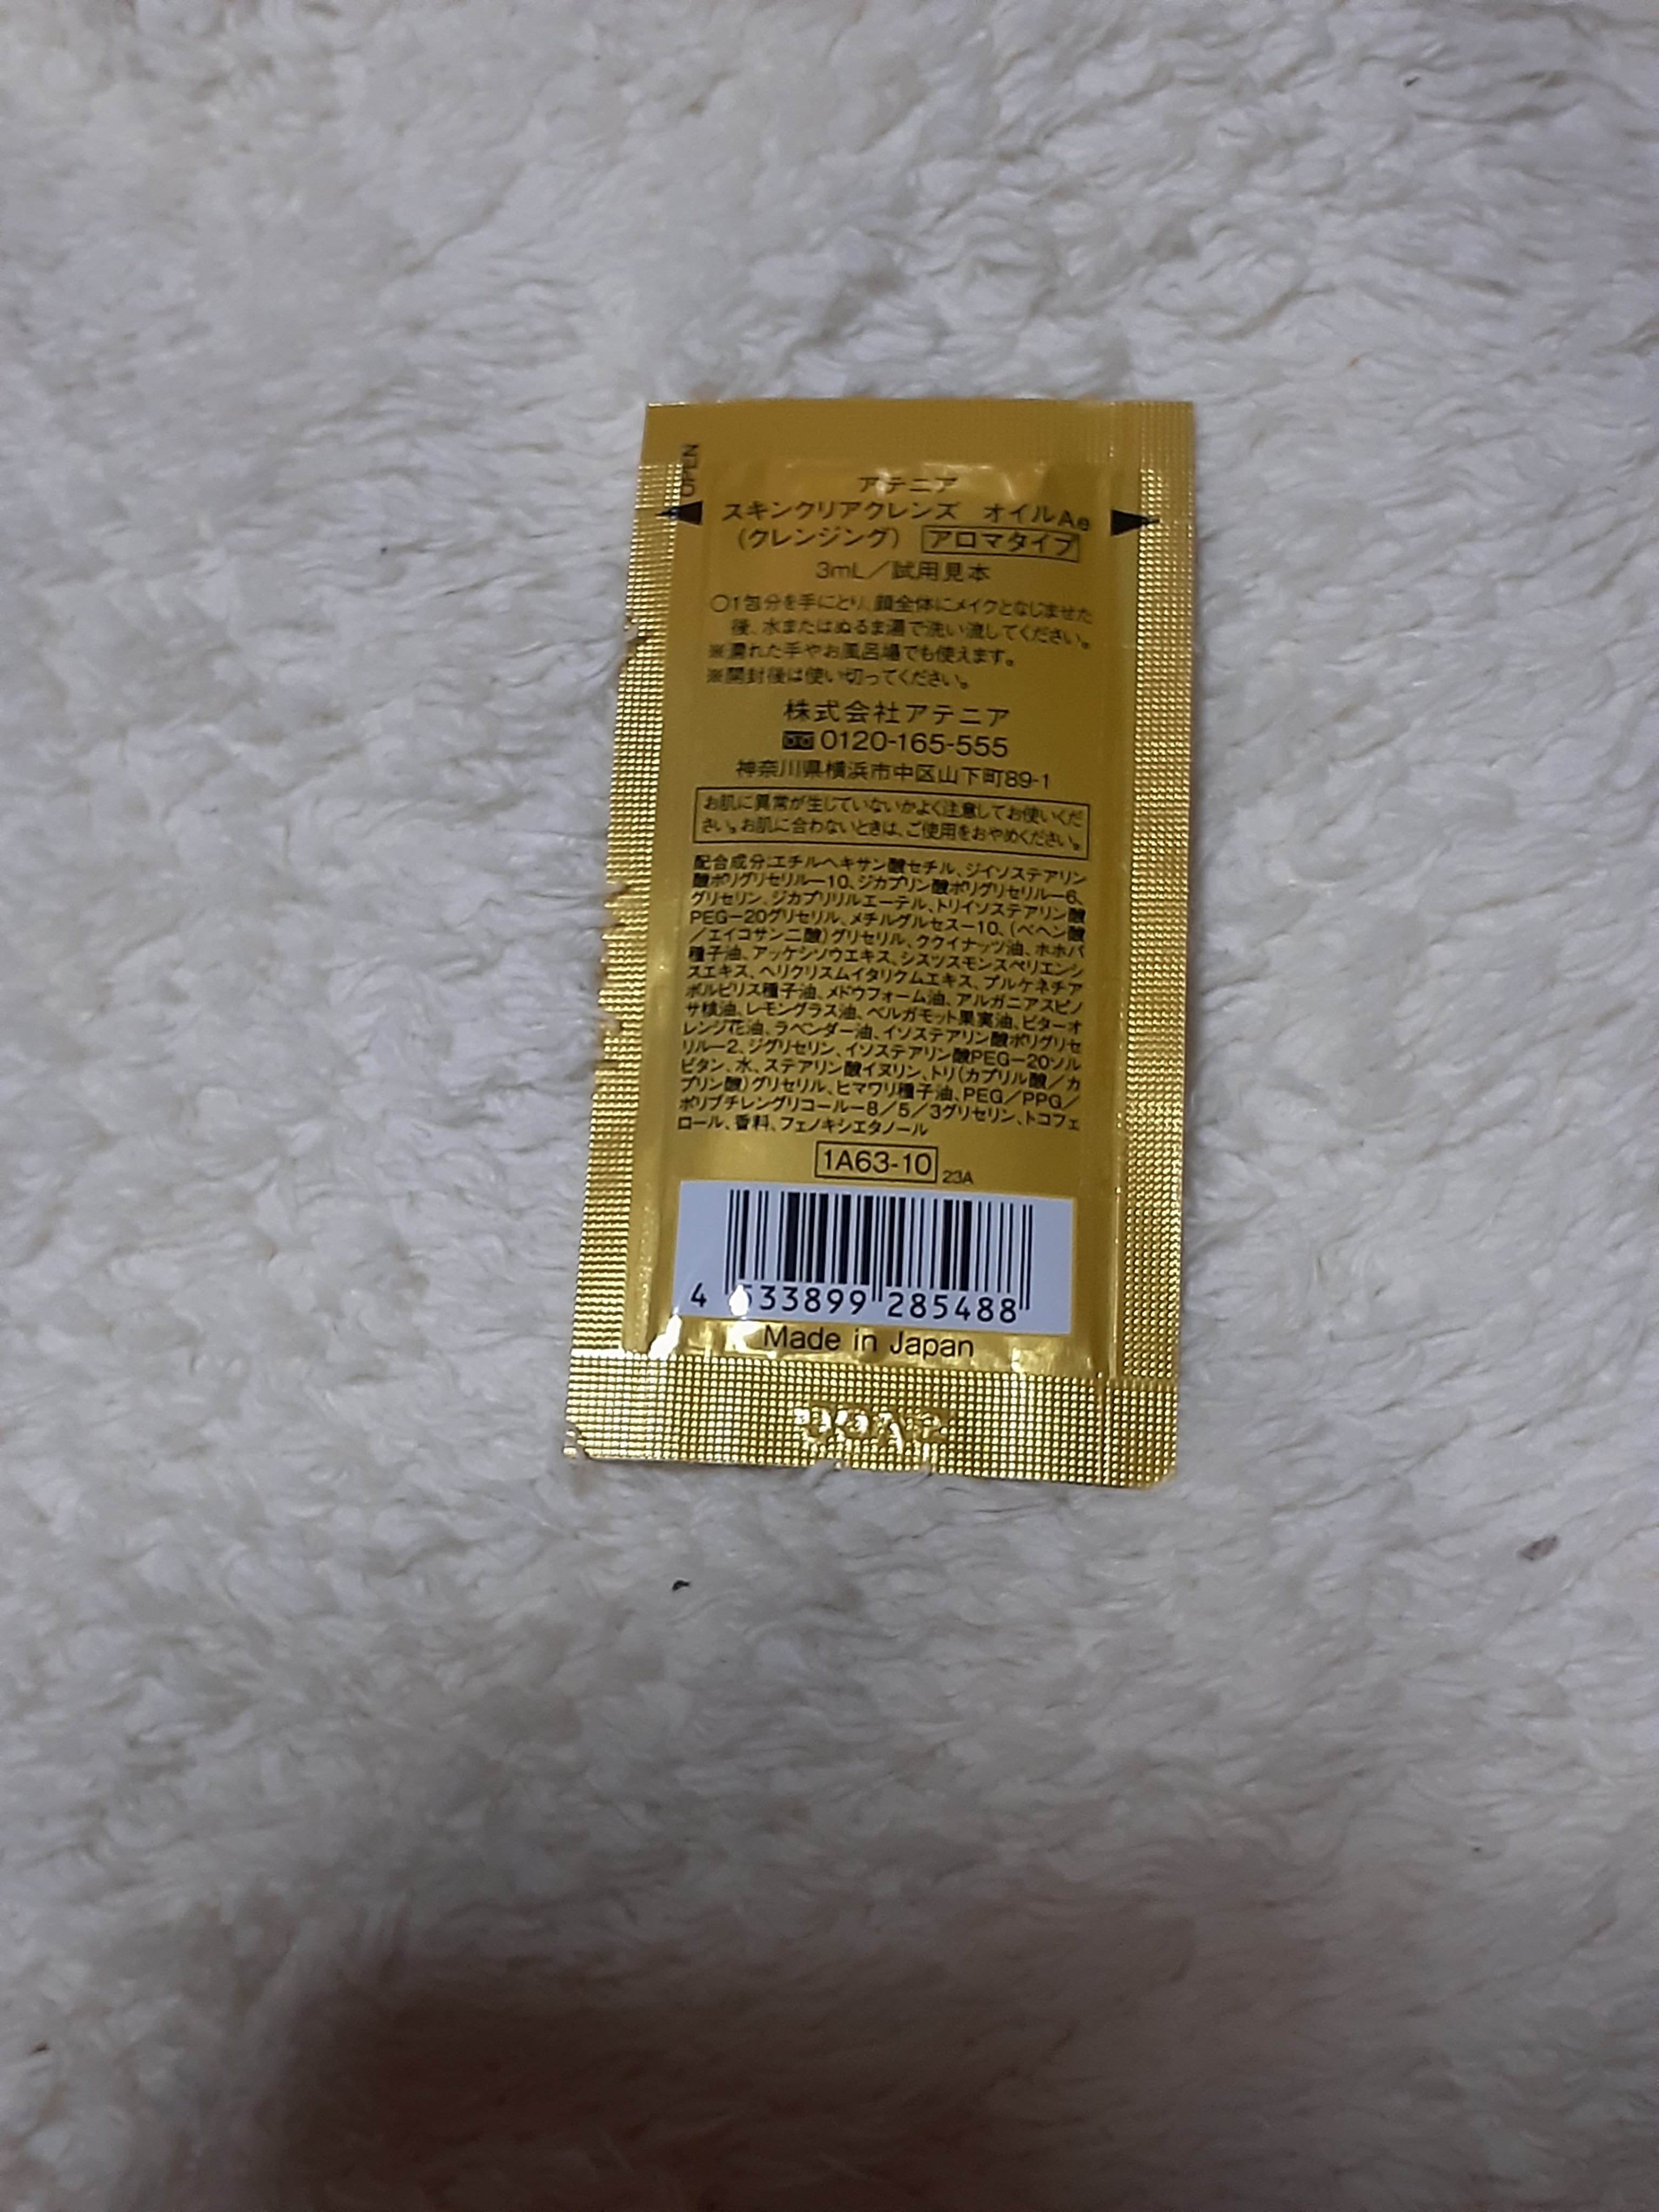 OPEN
アテニア
スキンクリアクレンズ オイルAe
(クレンジング) アロマタイプ
3mL/試用見本
○1包分を手にとり、顔全体にメイクとなじませた
後、水またはぬるま湯で洗い流してください。
※濡れた手やお風呂場でも使えます。
※開封後は使い切ってください。
株式会社アテニア
0120-165-555
神奈川県横浜市中区山下町89-1
お肌に異常が生じていないかよく注意してお使いくだ
さい。お肌に合わないときは、ご使用をおやめください。
配合成分:エチルヘキサン酸セチル、ジイソステアリン
酸ポリグリセリル-10、ジカプリン酸ポリグリセリル-6、
グリセリン、ジカプリリルエーテル、トリイソステアリン酸
PEG-20グリセリル、メチルグルセス-10、(ベヘン酸
/エイコサン二酸)グリセリル、ククイナッツ油、ホホバ
種子油、アッケシソウエキス、シスツスモンスペリエンシ
スエキス、ヘリクリスムイタリクムエキス、プルケネチア
ボルビリス種子油、メドウフォーム油、アルガニアスピノ
サ核油、レモングラス油、ベルガモット果実油、ビターオ
レンジ花油、ラベンダー油、イソステアリン酸ポリグリセ
リル-2、ジグリセリン、イソステアリン酸PEG-20ソル
ビタン、水、ステアリン酸イヌリン、トリ(カプリル酸/カ
プリン酸)グリセリル、ヒマワリ種子油、PEG/PPG/
ポリブチレングリコール-8/5/3グリセリン、トコフェ
ロール、香料、フェノキシエタノール
1A63-10 23A
4 533899 285488
Made in Japan